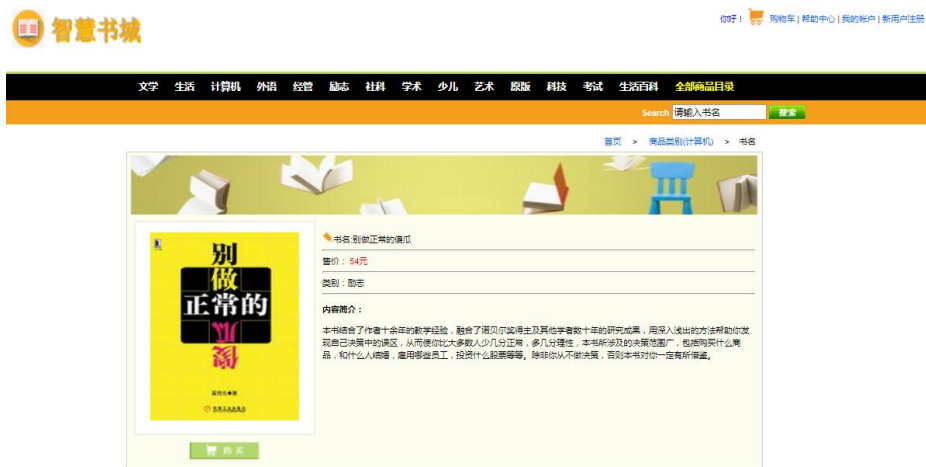 智慧书城
你好！ 购物车 | 帮助中心 | 我的帐户 | 新用户注册
文学 生活 计算机 外语 经管 励志 社科 学术 少儿 艺术 原版 科技 考试 生活百科 全部商品目录
Search 请输入书名 搜索
首页 > 商品类别(计算机) > 书名
别
做
正常的
傻
瓜
书名:别做正常的傻瓜
售价： 54元
类别：励志
内容简介：
本书结合了作者十余年的教学经验，融合了诺贝尔奖得主及其他学者数十年的研究成果，用深入浅出的方法帮助你发
现自己决策中的误区，从而使你比大多数人少几分正常，多几分理性，本书所涉及的决策范围广，包括购买什么商
品，和什么人结婚，雇用哪些员工，投资什么股票等等。除非你从不做决策，否则本书对你一定有所借鉴。
购买